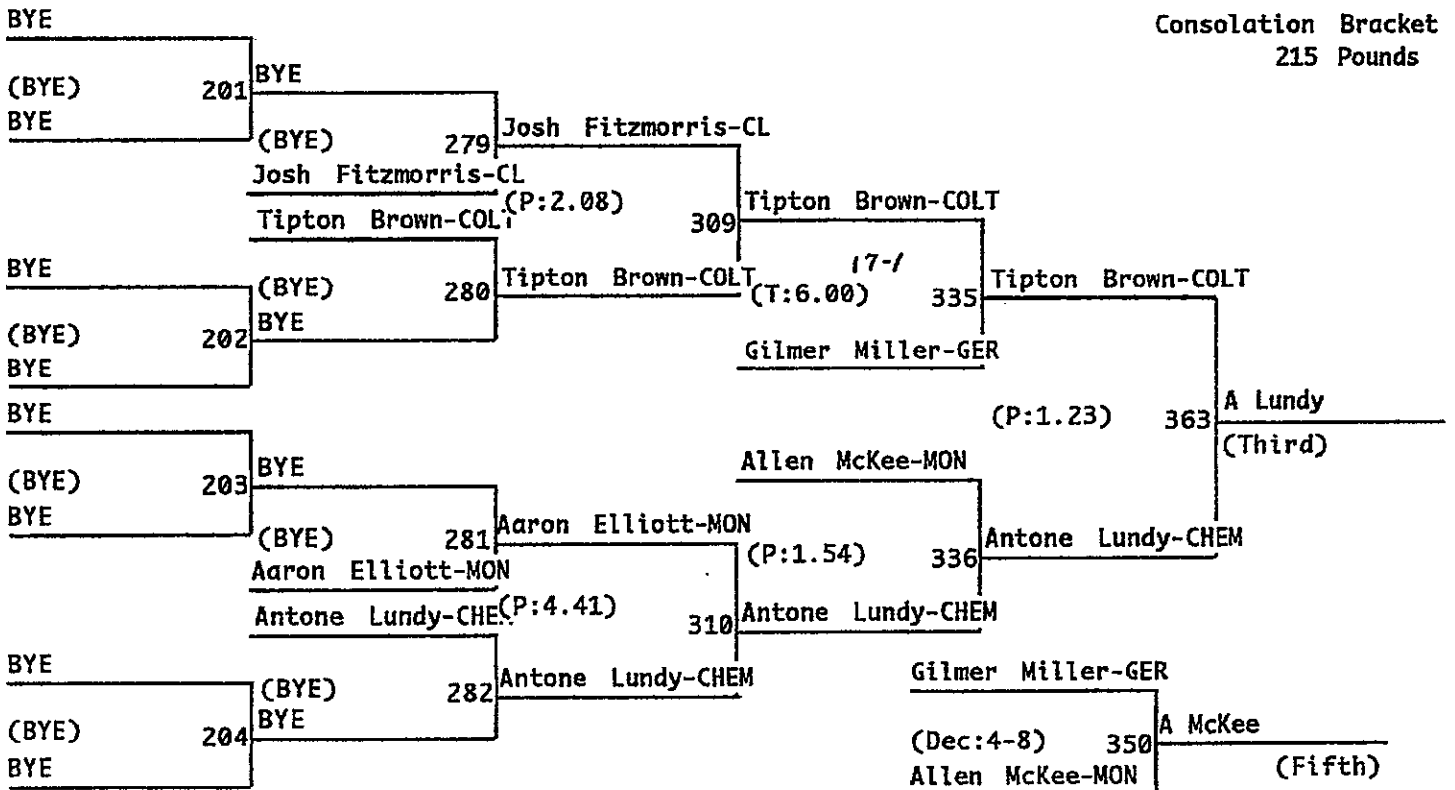 BYE
Consolation Bracket
215 Pounds
(BYE) 201 BYE
BYE
(BYE) 279 Josh Fitzmorris-CL
Josh Fitzmorris-CL
(P:2.08) 309 Tipton Brown-COLT
Tipton Brown-COLT
BYE
(BYE) 280 Tipton Brown-COLT
17-1
(T:6.00) 335 Tipton Brown-COLT
(BYE) 202 BYE
Gilmer Miller-GER
BYE
BYE
(P:1.23) 363 A Lundy
(Third)
Allen McKee-MON
(BYE) 203 BYE
BYE
(BYE) 281 Aaron Elliott-MON
(P:1.54) 336 Antone Lundy-CHEM
Aaron Elliott-MON
(P:4.41) 310 Antone Lundy-CHEM
Antone Lundy-CHEM
BYE
(BYE) 282 Antone Lundy-CHEM
Gilmer Miller-GER
(BYE) 204 BYE
(Dec:4-8) 350 A McKee
(Fifth)
BYE
Allen McKee-MON